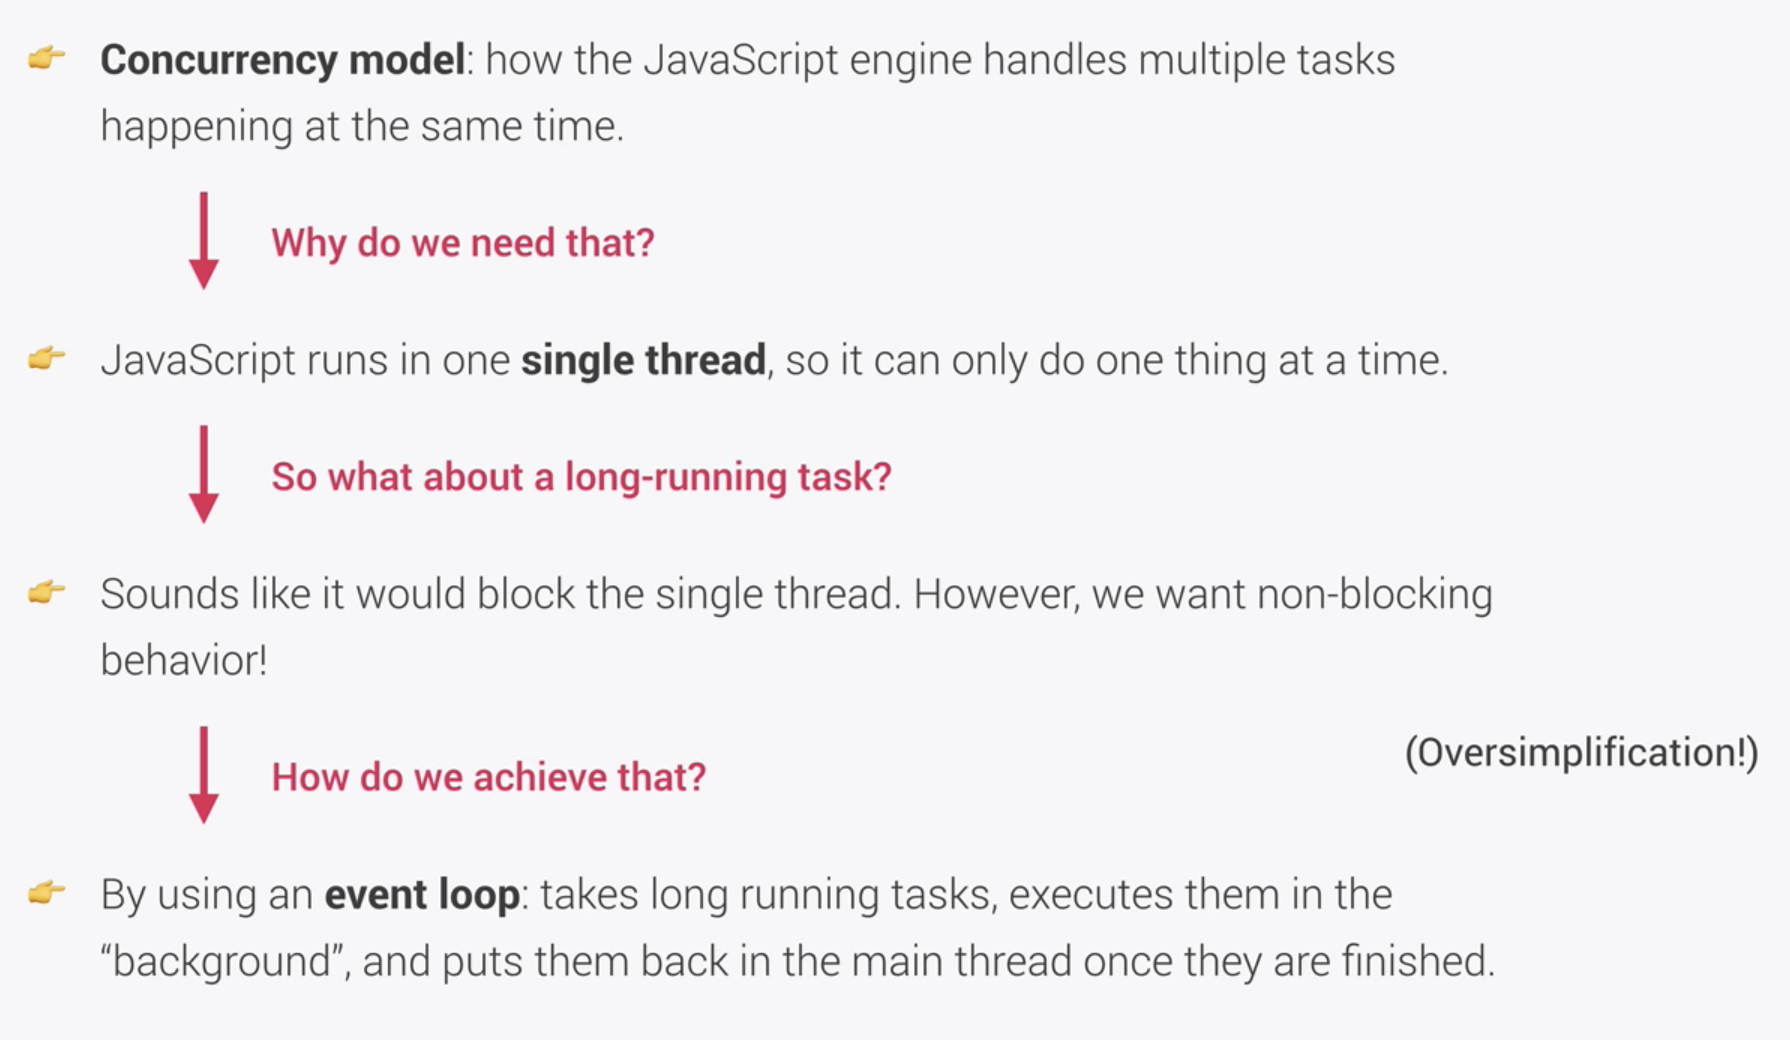 Concurrency model: how the JavaScript engine handles multiple tasks
happening at the same time.
Why do we need that?
JavaScript runs in one single thread, so it can only do one thing at a time.
So what about a long-running task?
Sounds like it would block the single thread. However, we want non-blocking
behavior!
(Oversimplification!)
How do we achieve that?
By using an event loop: takes long running tasks, executes them in the
“background”, and puts them back in the main thread once they are finished.